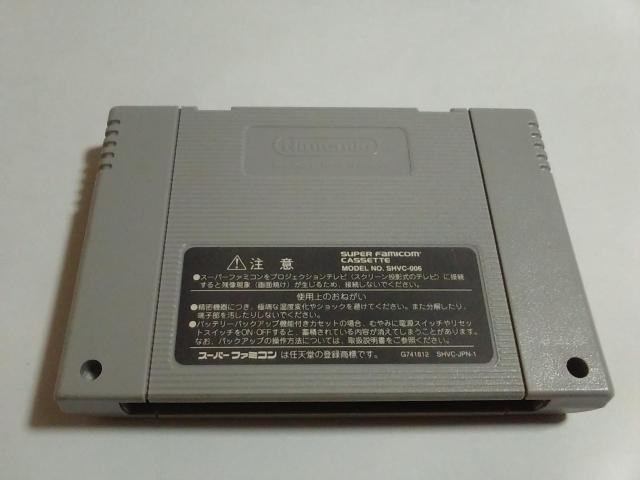 Nintendo
⚠注 意
SUPER FAMICOM
CASSETTE
MODEL NO. SHVC-006
●スーパーファミコンをプロジェクションテレビ(スクリーン投影式のテレビ)に接続
すると残像現象(画面焼け)が生じるため、接続しないでください。
使用上のおねがい
●精密機器につき、極端な温度変化やショックを避けてください。また分解したり、
端子部を汚したりしないでください。
●バッテリーバックアップ機能付きカセットの場合、むやみに電源スイッチやリセッ
トスイッチをON・OFFすると、蓄積されている内容が消えてしまうことがあります。
なお、バックアップの操作方法については、取扱説明書をご参照ください。
スーパーファミコン は任天堂の登録商標です。
G741812 SHVC-JPN-1